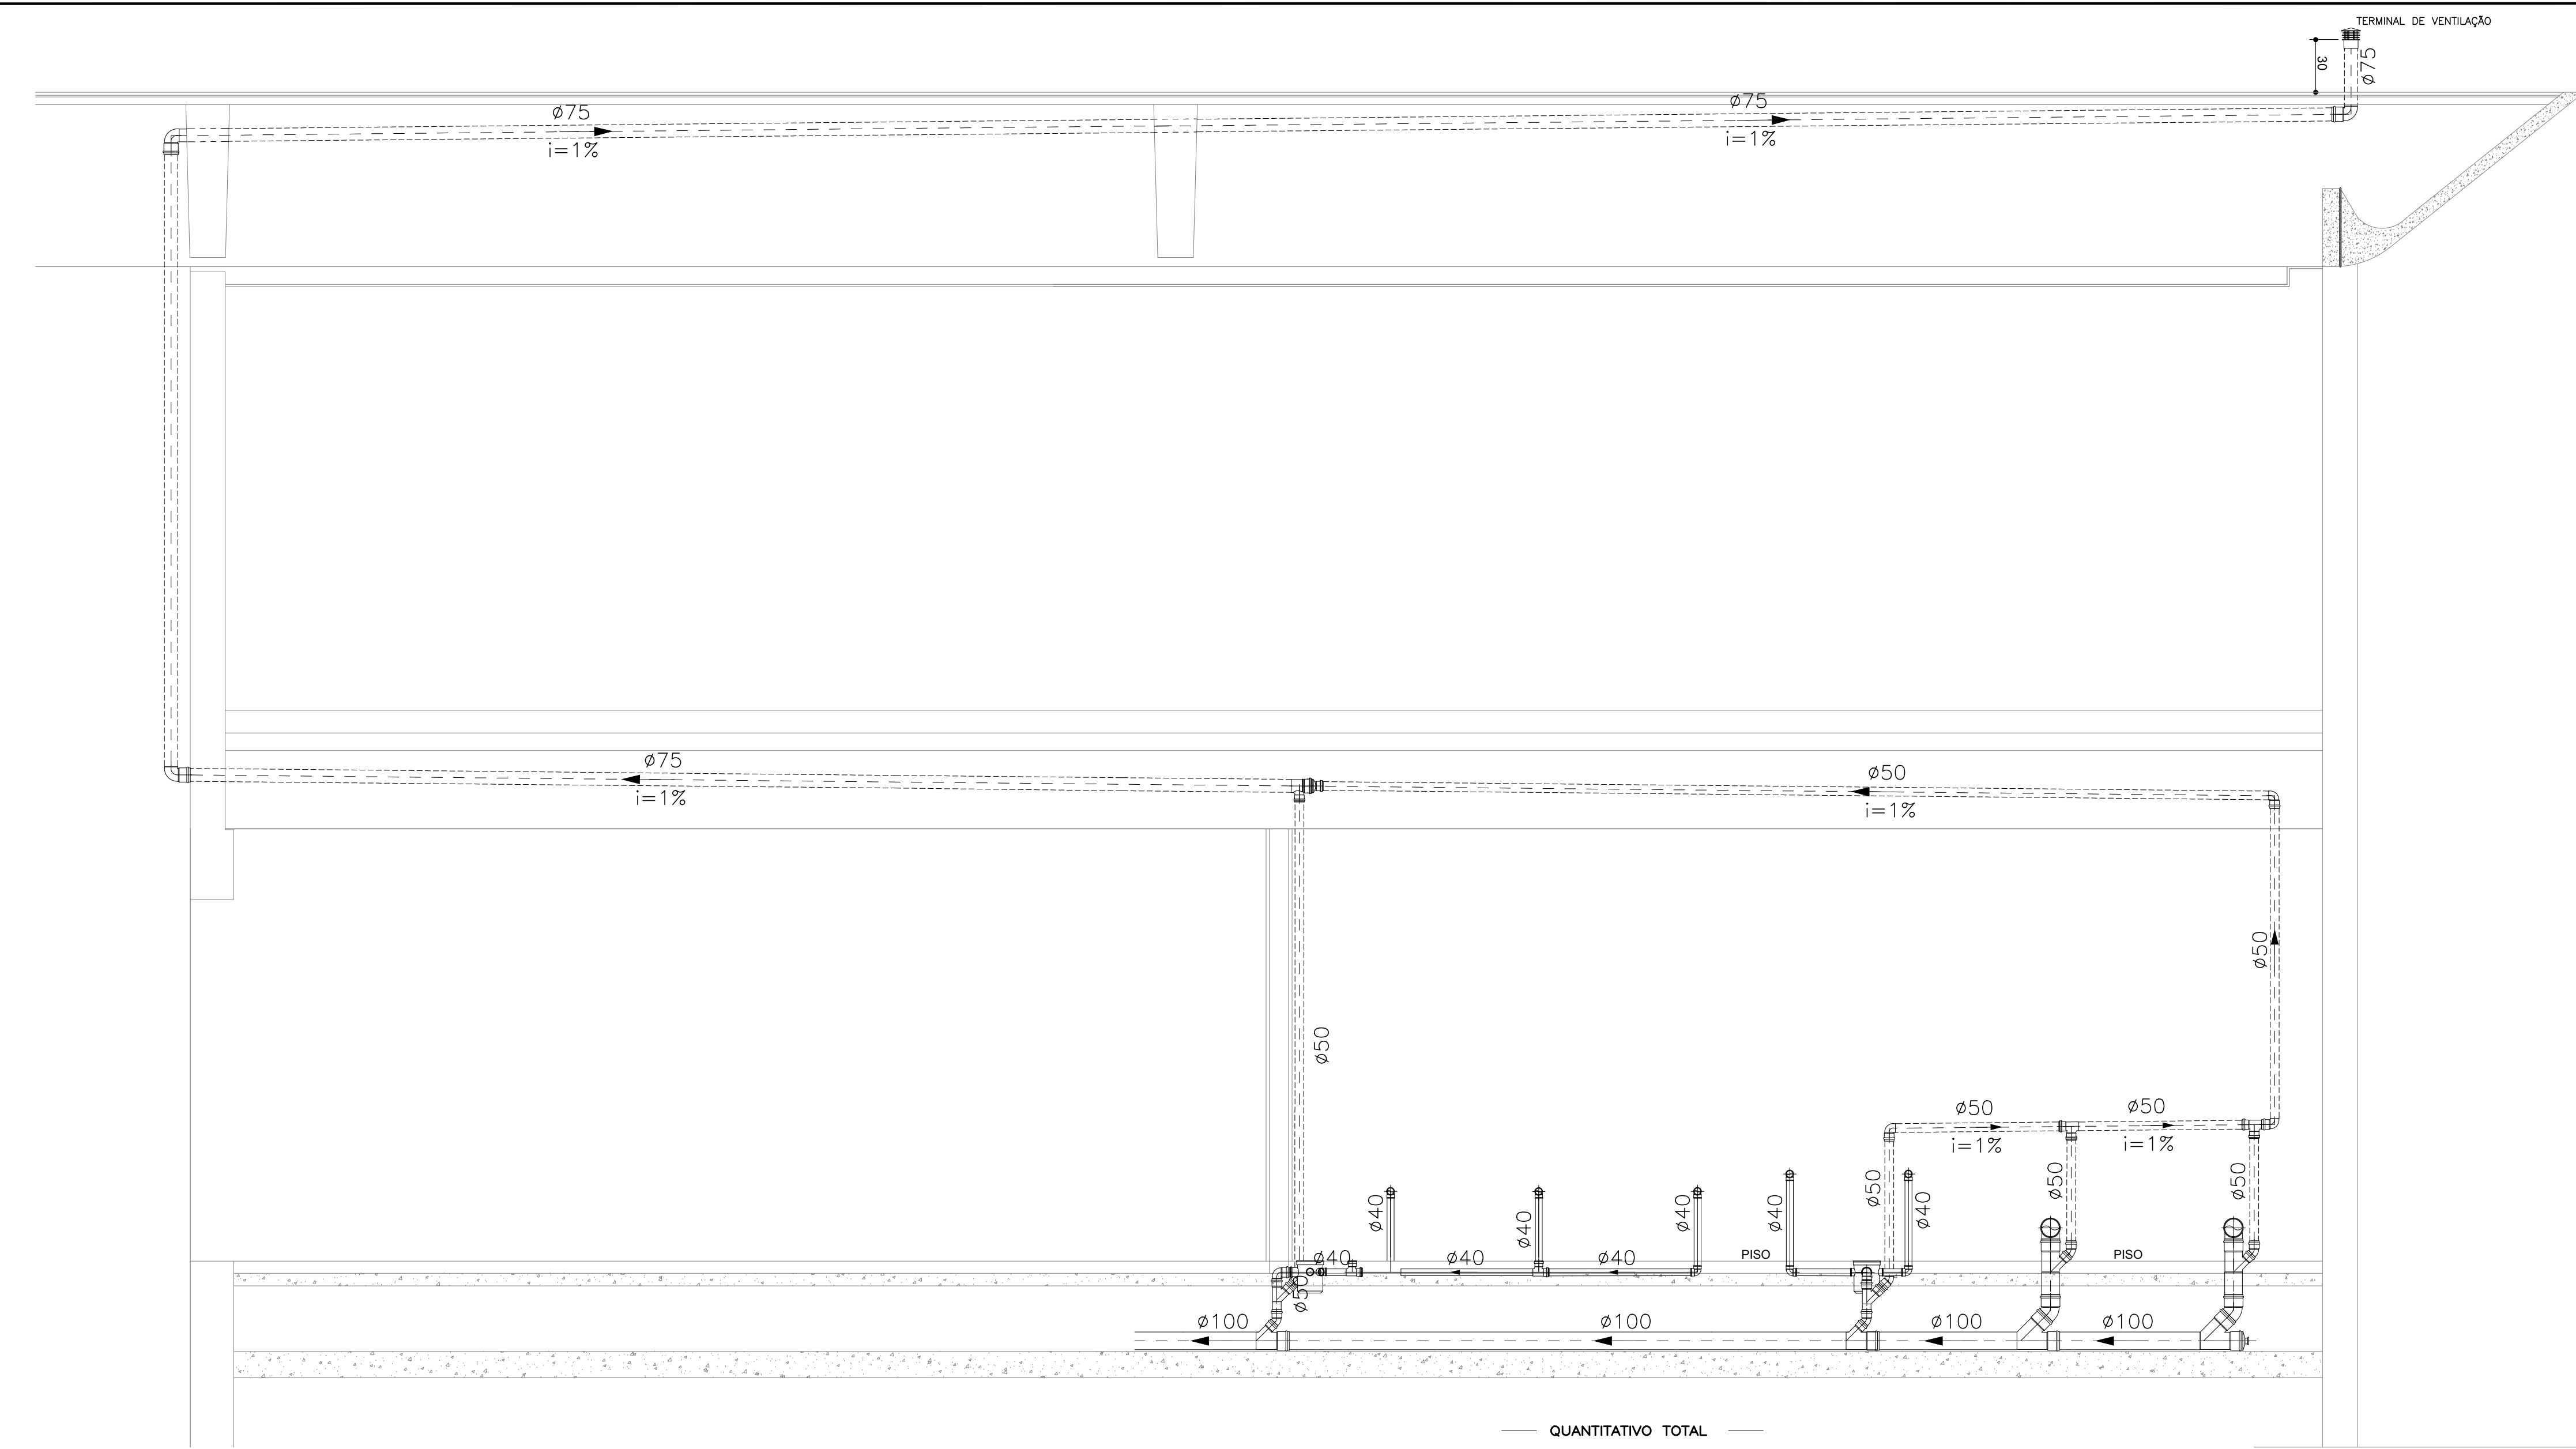 TERMINAL DE VENTILAÇÃO
30
ø75
ø75
i=1%
ø75
i=1%
ø75
i=1%
ø50
i=1%
ø50
ø50
ø50
i=1%
ø50
i=1%
ø40
ø40
ø40
ø40
ø50
ø40
ø50
ø50
ø40
ø40
ø40
PISO
PISO
ø100
ø100
ø100
ø100
QUANTITATIVO TOTAL